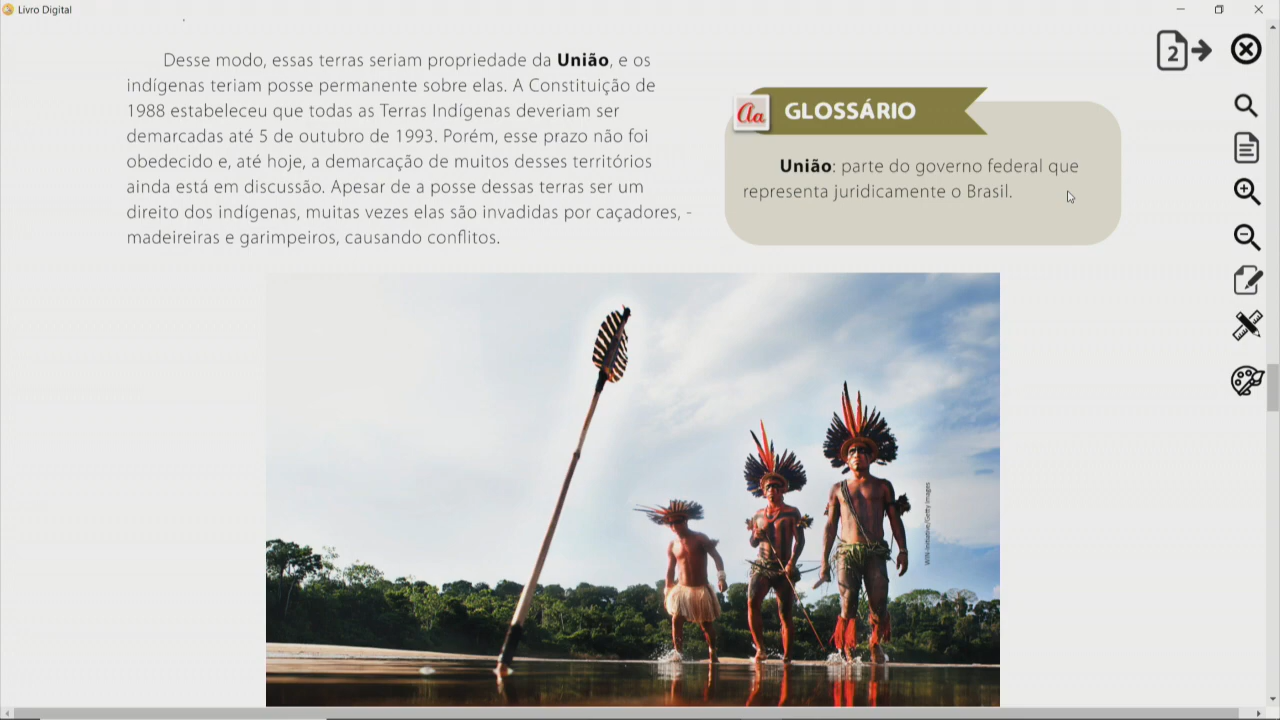 Livro Digital
Desse modo, essas terras seriam propriedade da União, e os
indígenas teriam posse permanente sobre elas. A Constituição de
1988 estabeleceu que todas as Terras Indígenas deveriam ser
demarcadas até 5 de outubro de 1993. Porém, esse prazo não foi
obedecido e, até hoje, a demarcação de muitos desses territórios
ainda está em discussão. Apesar de a posse dessas terras ser um
direito dos indígenas, muitas vezes elas são invadidas por caçadores, -
madeireiras e garimpeiros, causando conflitos.
Aa
GLOSSÁRIO
União: parte do governo federal que
representa juridicamente o Brasil.
2